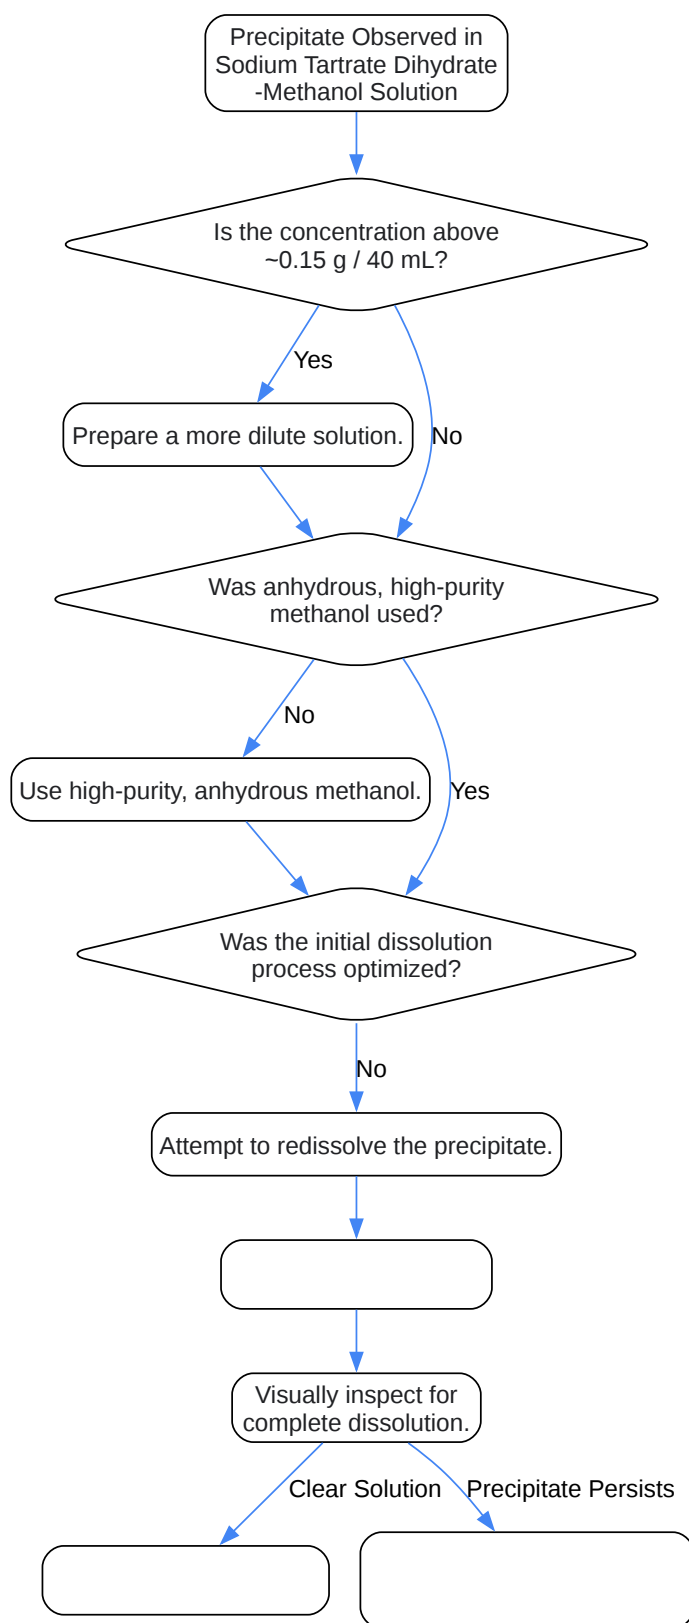 Precipitate Observed in
Sodium Tartrate Dihydrate
-Methanol Solution
Is the concentration above
~0.15 g / 40 mL?
Yes
Prepare a more dilute solution.
No
Was anhydrous, high-purity
methanol used?
No
Use high-purity, anhydrous methanol.
Yes
Was the initial dissolution
process optimized?
No
Attempt to redissolve the precipitate.
Visually inspect for
complete dissolution.
Clear Solution
Precipitate Persists